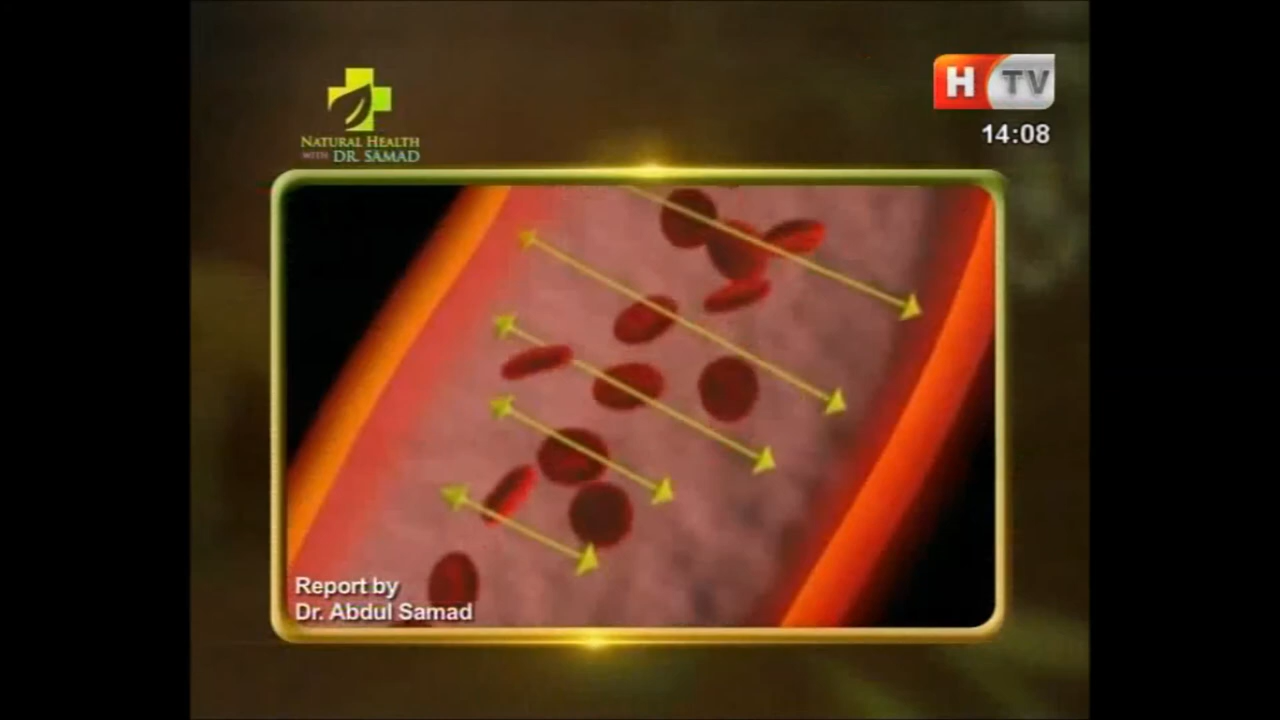 NATURAL HEALTH
WITH DR. SAMAD
H TV
14:08
Report by
Dr. Abdul Samad